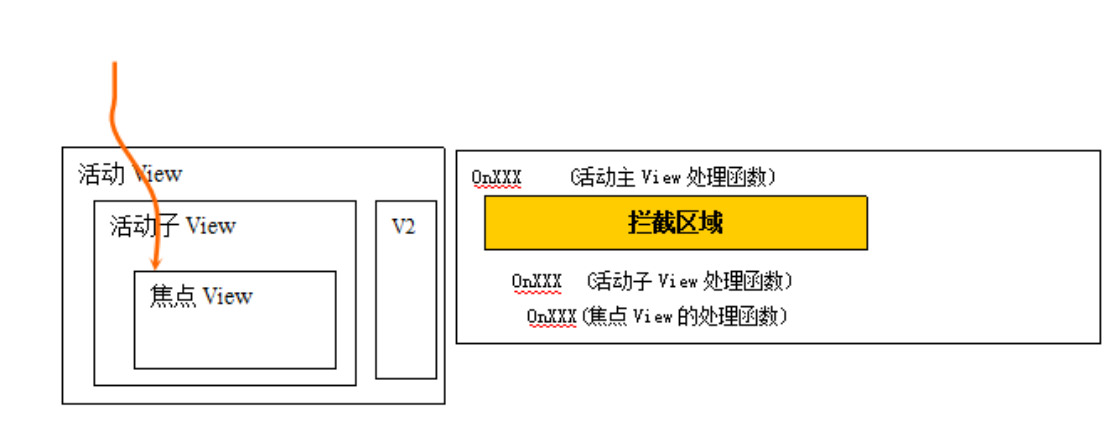 活动 View
活动子 View
V2
焦点 View
OnXXX (活动主 View 处理函数)
拦截区域
OnXXX (活动子 View 处理函数)
OnXXX (焦点 View 的处理函数)